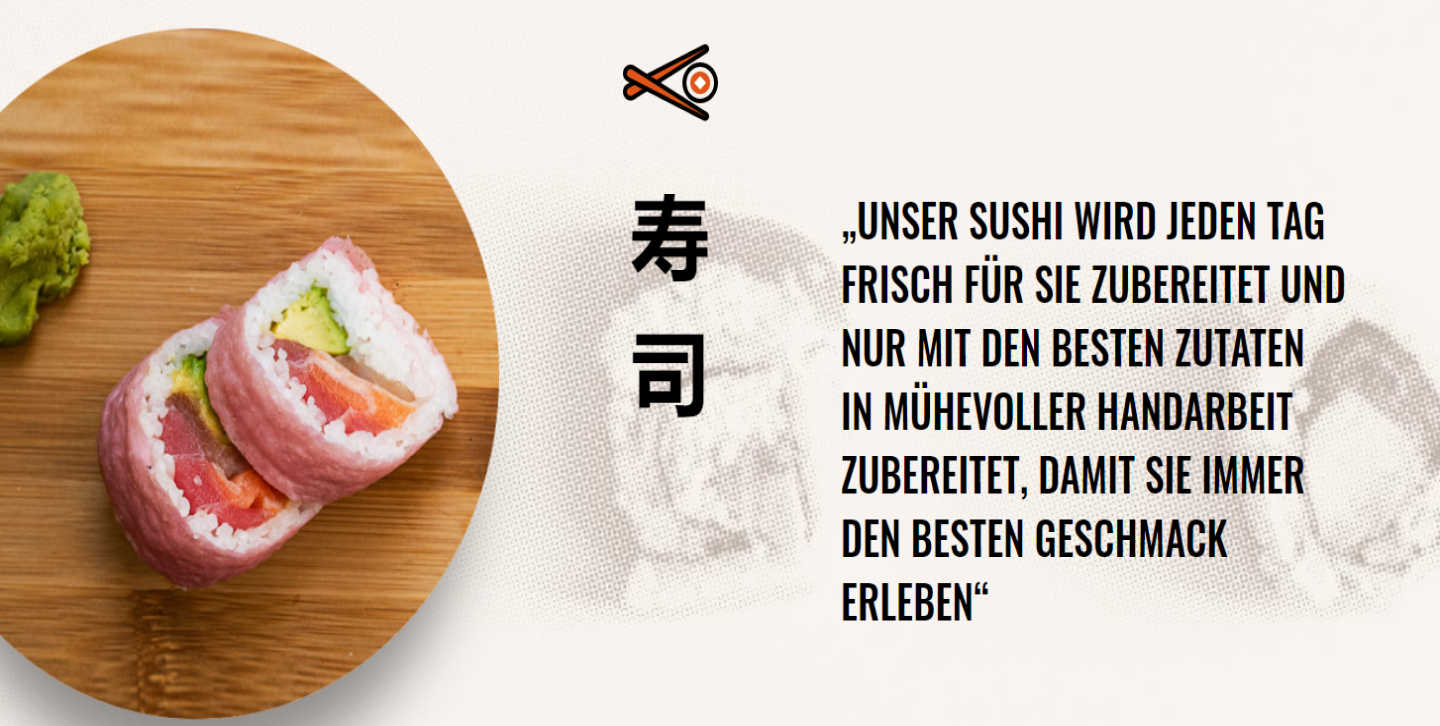 寿
司
„UNSER SUSHI WIRD JEDEN TAG
FRISCH FÜR SIE ZUBEREITET UND
NUR MIT DEN BESTEN ZUTATEN
IN MÜHEVOLLER HANDARBEIT
ZUBEREITET, DAMIT SIE IMMER
DEN BESTEN GESCHMACK
ERLEBEN“